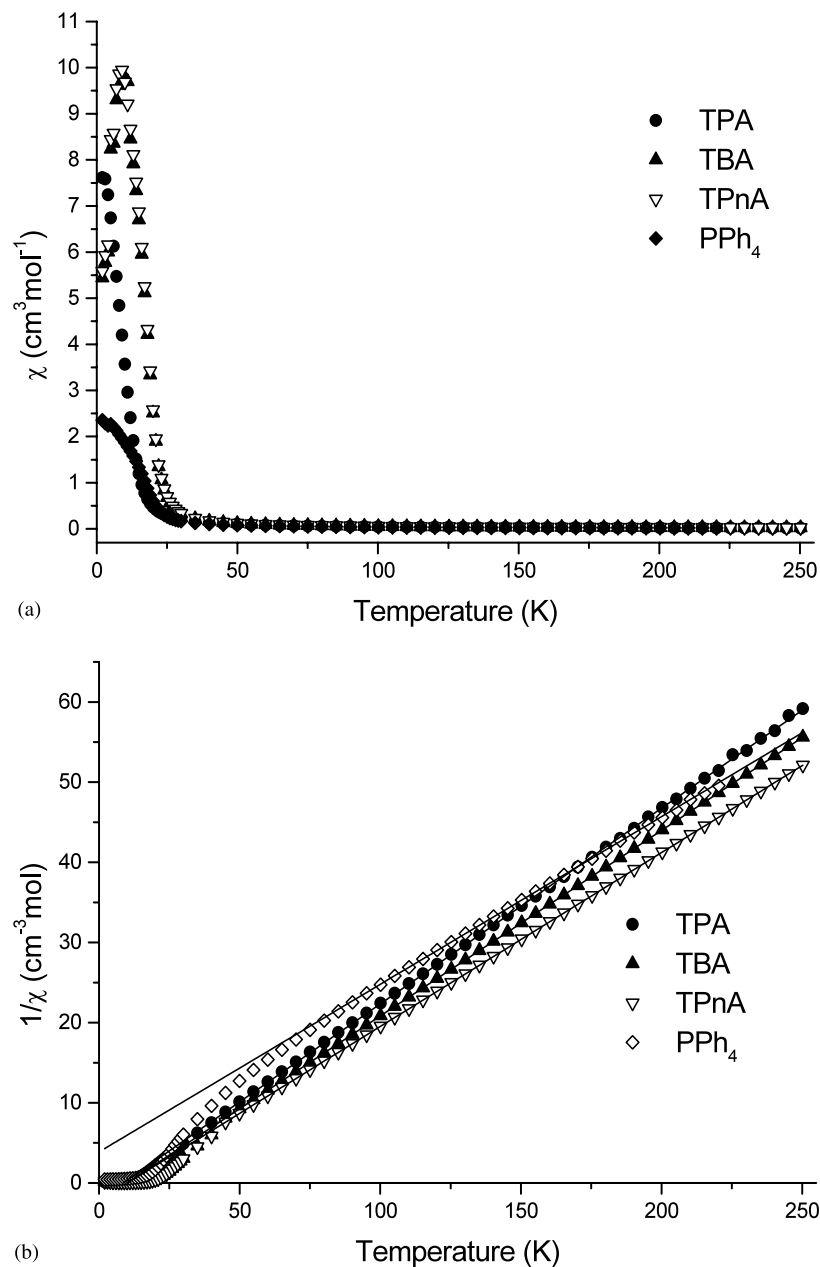 11
10
9
8
7
6
5
4
3
2
1
0
χ (cm³mol⁻¹)
TPA
TBA
TPnA
PPh₄
0 50 100 150 200 250
(a)
Temperature (K)
60
50
40
30
20
10
0
1/χ (cm⁻³mol)
TPA
TBA
TPnA
PPh₄
0 50 100 150 200 250
(b)
Temperature (K)